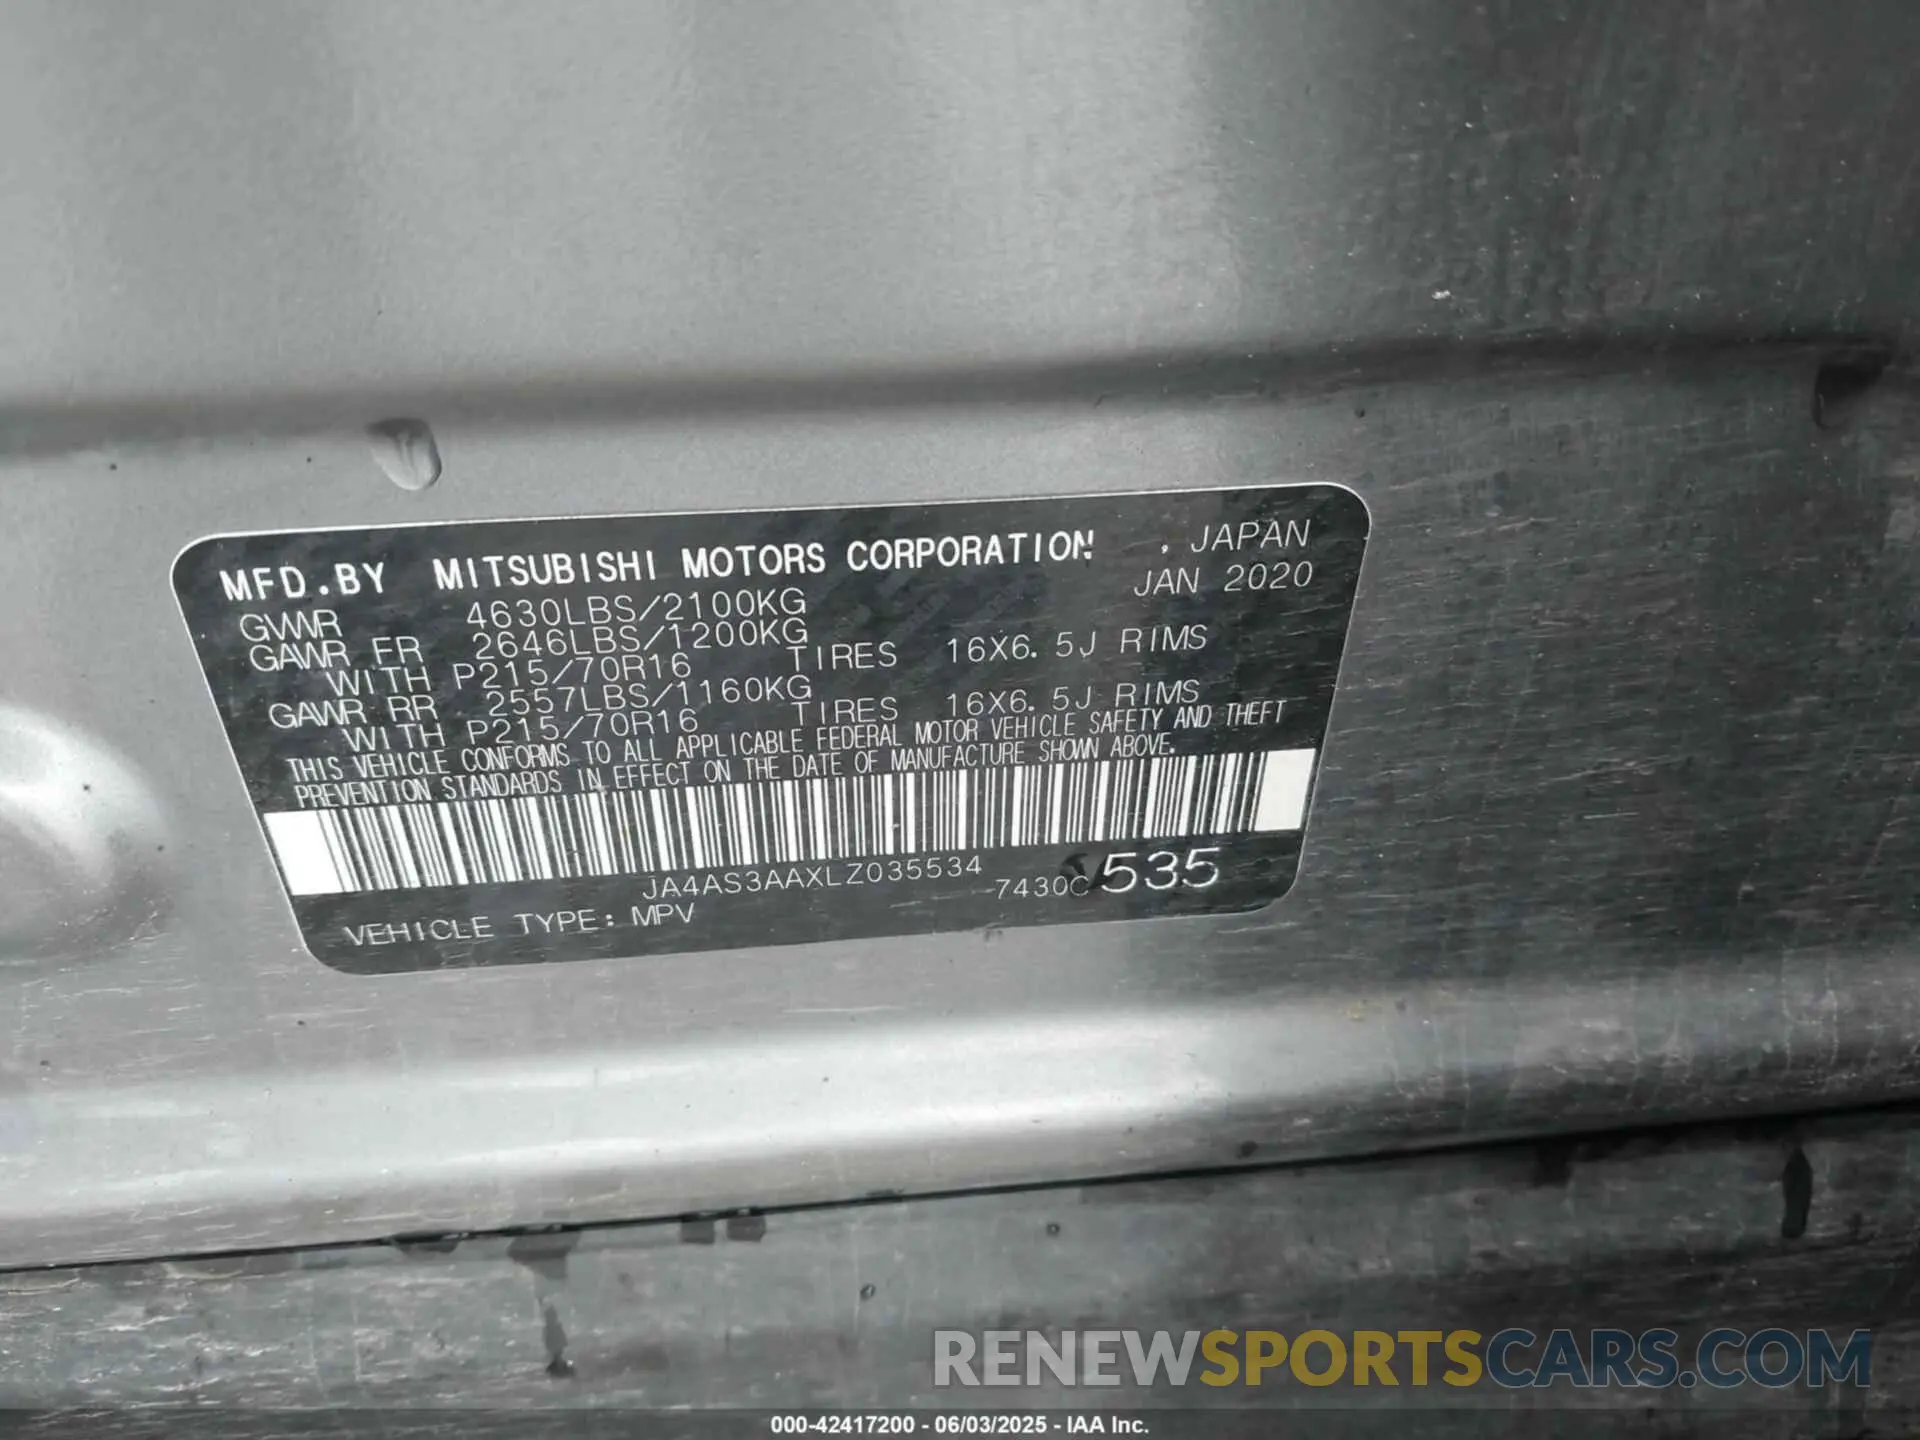 MFD.BY MITSUBISHI MOTORS CORPORATION , JAPAN
JAN 2020
GVWR 4630LBS/2100KG
GAWR FR 2646LBS/1200KG
WITH P215/70R16 TIRES 16X6.5J RIMS
GAWR RR 2557LBS/1160KG
WITH P215/70R16 TIRES 16X6.5J RIMS
THIS VEHICLE CONFORMS TO ALL APPLICABLE FEDERAL MOTOR VEHICLE SAFETY AND THEFT
PREVENTION STANDARDS IN EFFECT ON THE DATE OF MANUFACTURE SHOWN ABOVE.
JA4AS3AAXLZ035534
7430C 535
VEHICLE TYPE: MPV
RENEWSPORTSCARS.COM
000-42417200 - 06/03/2025 - IAA Inc.